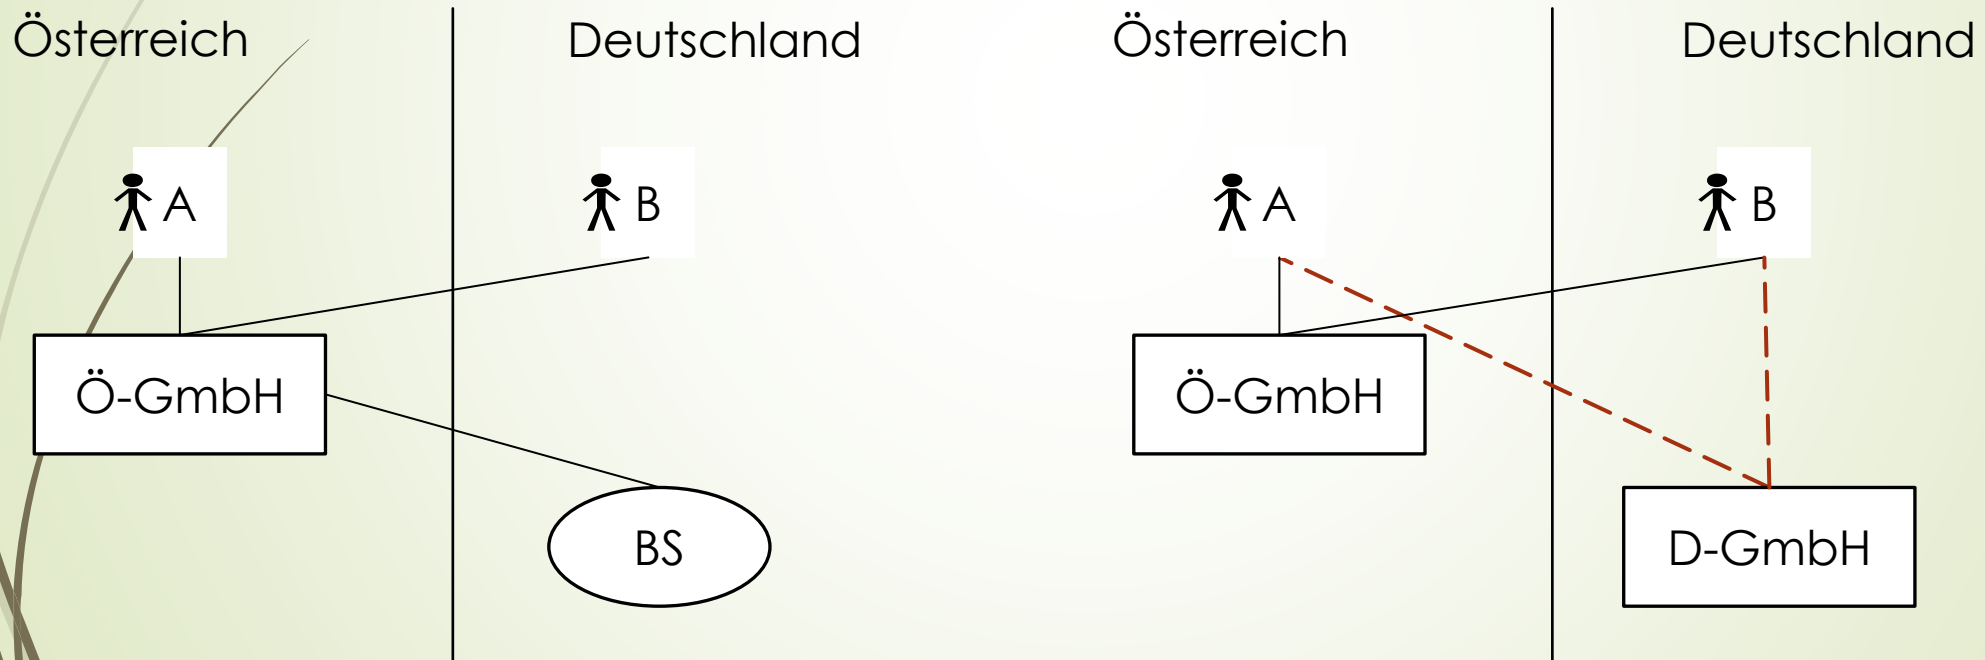 Österreich
Deutschland
A
B
Ö-GmbH
BS
Österreich
Deutschland
A
B
Ö-GmbH
D-GmbH